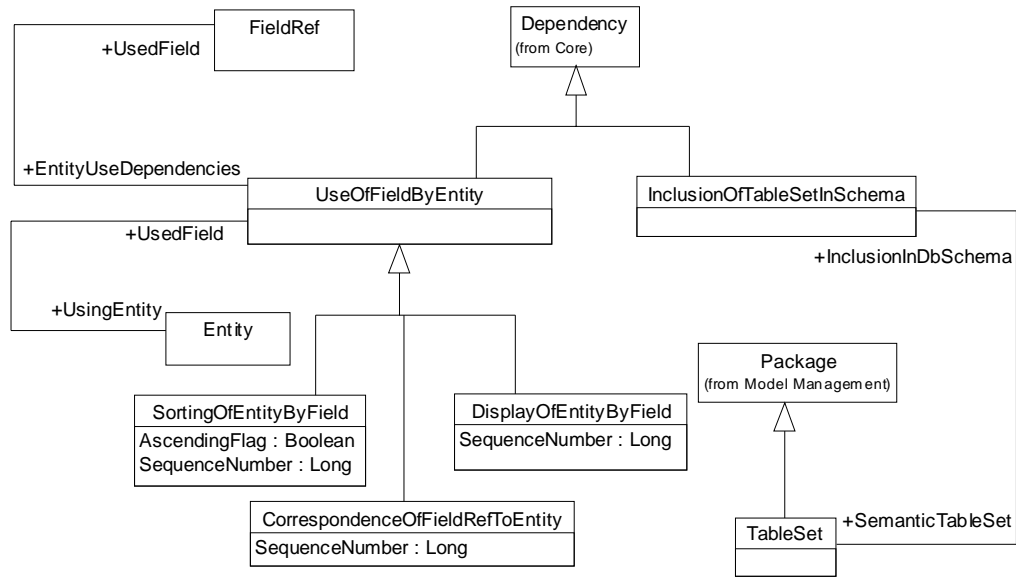 FieldRef
+UsedField
Dependency
(from Core)
+EntityUseDependencies
UseOfFieldByEntity
InclusionOfTableSetInSchema
+UsedField
+InclusionInDbSchema
+UsingEntity
Entity
Package
(from Model Management)
SortingOfEntityByField
AscendingFlag : Boolean
SequenceNumber : Long
DisplayOfEntityByField
SequenceNumber : Long
CorrespondenceOfFieldRefToEntity
SequenceNumber : Long
+SemanticTableSet
TableSet